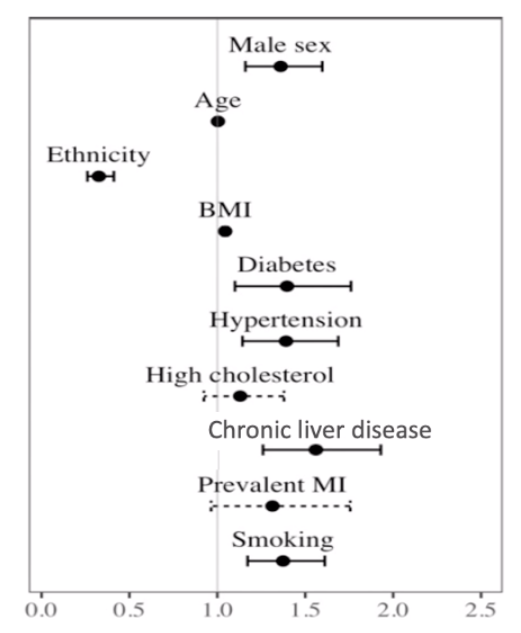 Male sex
Age
Ethnicity
BMI
Diabetes
Hypertension
High cholesterol
Chronic liver disease
Prevalent MI
Smoking
0.0 0.5 1.0 1.5 2.0 2.5